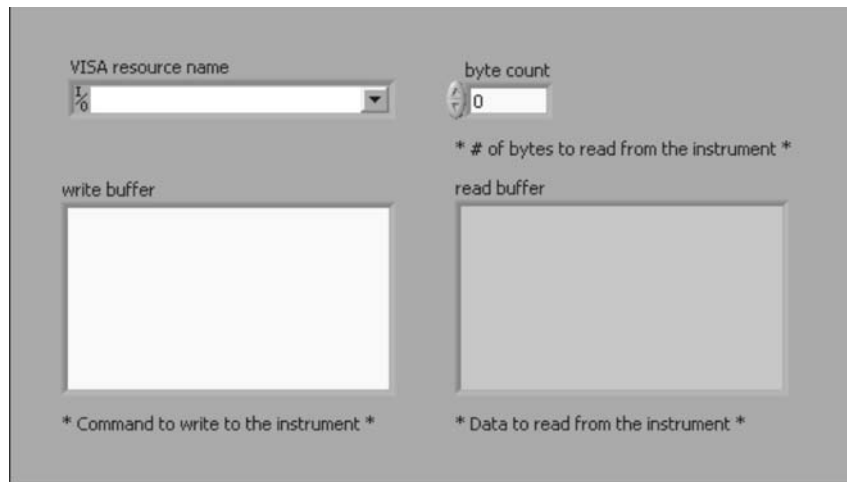 VISA resource name
I/O
byte count
0
* # of bytes to read from the instrument *
write buffer
read buffer
* Command to write to the instrument *
* Data to read from the instrument *